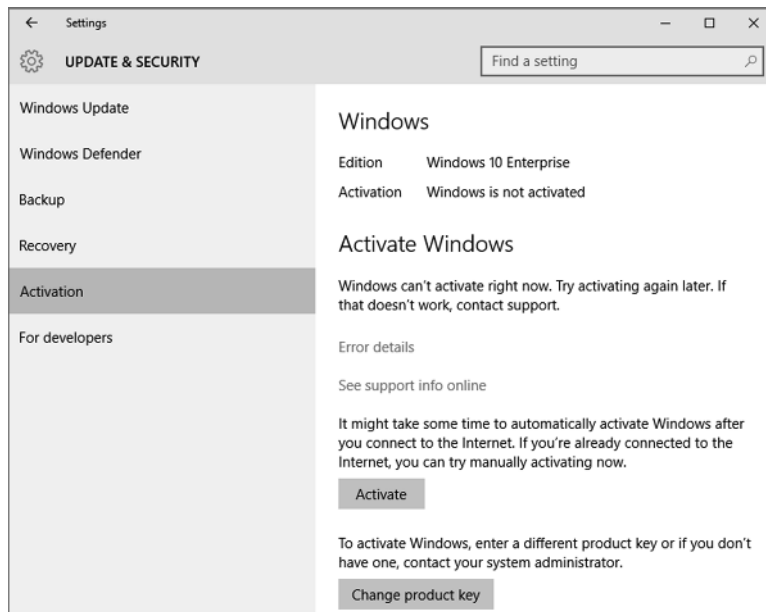 Settings
UPDATE & SECURITY
Find a setting
Windows Update
Windows Defender
Backup
Recovery
Activation
For developers
Windows
Edition Windows 10 Enterprise
Activation Windows is not activated
Activate Windows
Windows can't activate right now. Try activating again later. If
that doesn't work, contact support.
Error details
See support info online
It might take some time to automatically activate Windows after
you connect to the Internet. If you're already connected to the
Internet, you can try manually activating now.
Activate
To activate Windows, enter a different product key or if you don't
have one, contact your system administrator.
Change product key